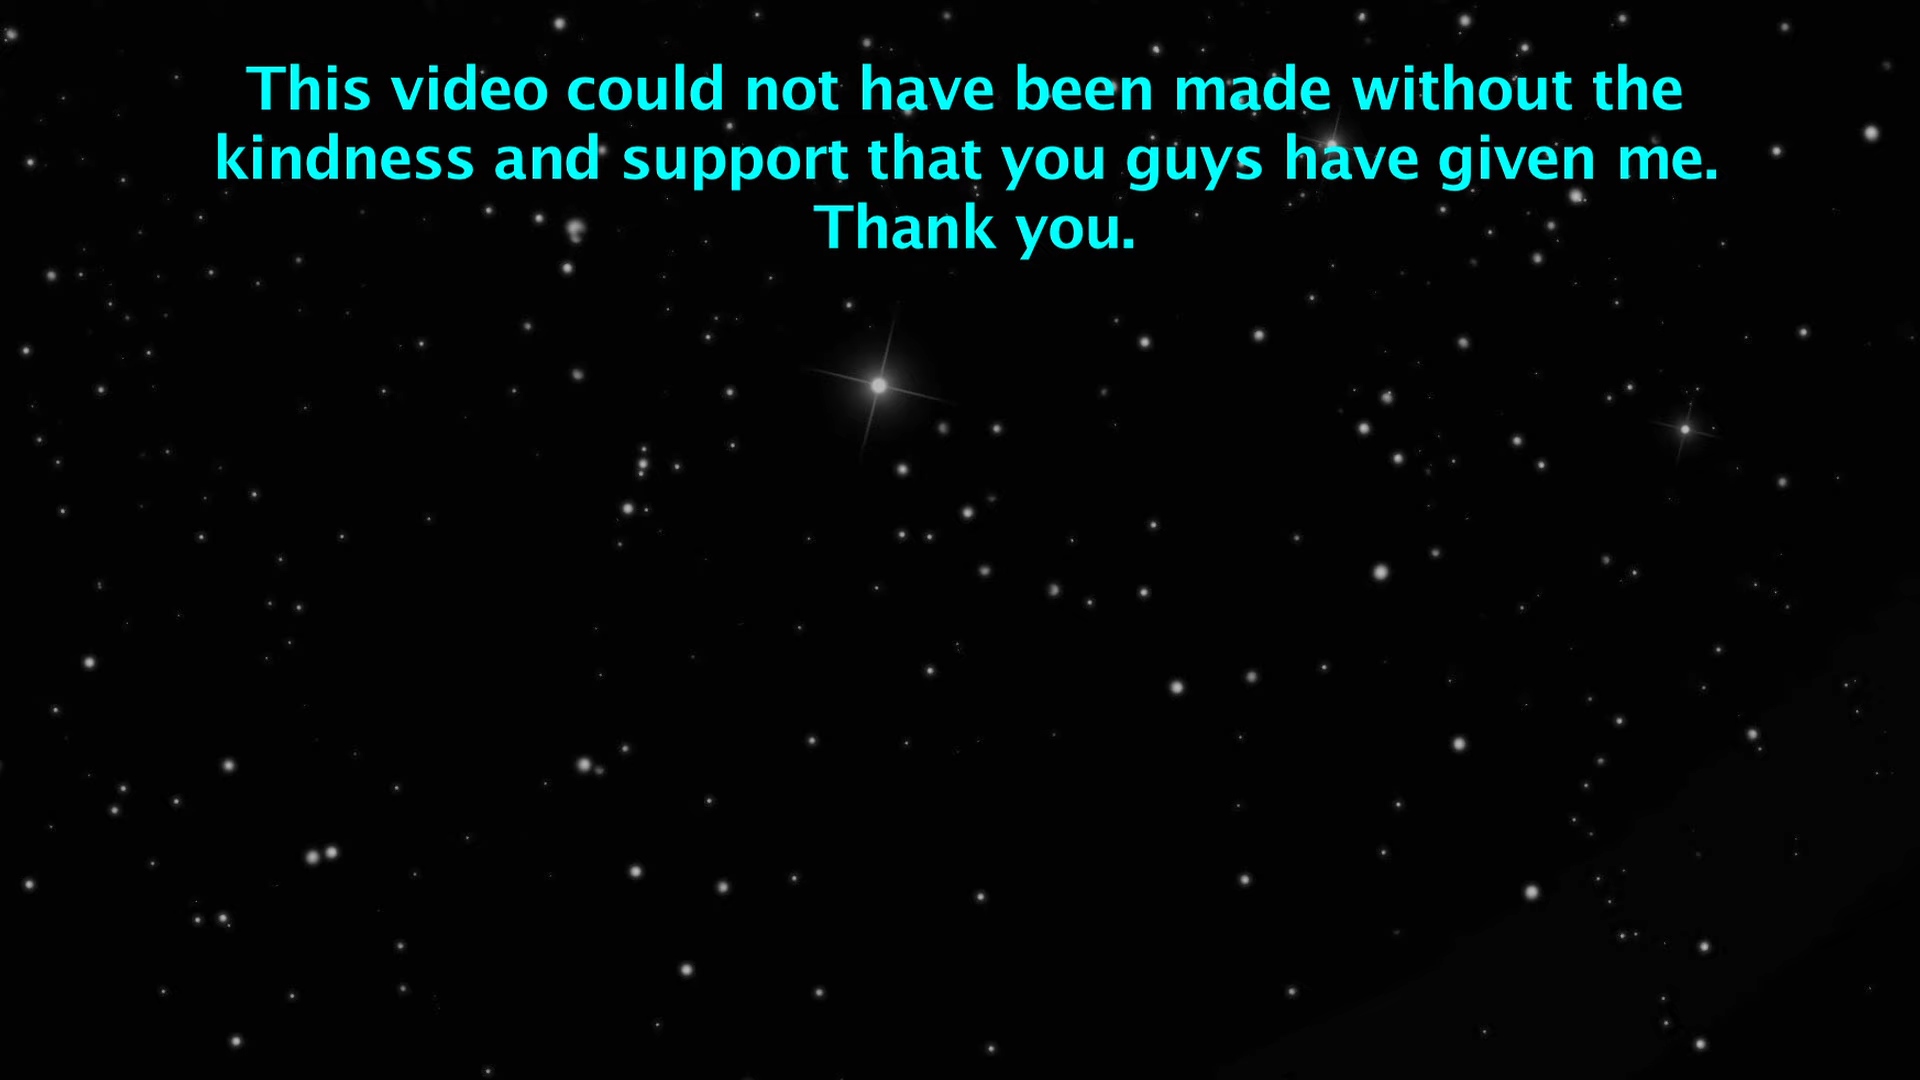 This video could not have been made without the
kindness and support that you guys have given me.
Thank you.